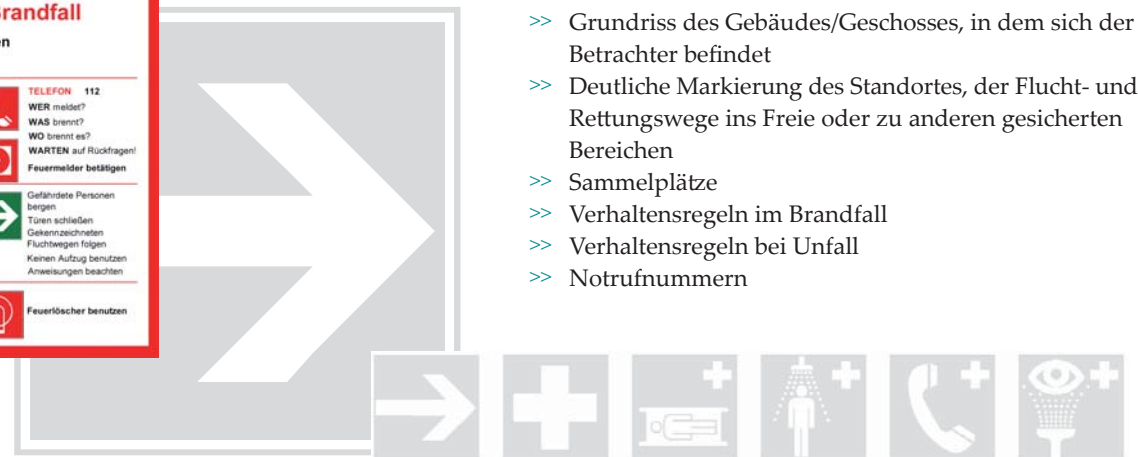 Brandfall
TELEFON 112
WER meldet?
WAS brennt?
WO brennt es?
WARTEN auf Rückfragen!
Feuermelder betätigen
Gefährdete Personen
bergen
Türen schließen
Gekennzeichneten
Fluchtwegen folgen
Keinen Aufzug benutzen
Anweisungen beachten
Feuerlöscher benutzen
>> Grundriss des Gebäudes/Geschosses, in dem sich der
Betrachter befindet
>> Deutliche Markierung des Standortes, der Flucht- und
Rettungswege ins Freie oder zu anderen gesicherten
Bereichen
>> Sammelplätze
>> Verhaltensregeln im Brandfall
>> Verhaltensregeln bei Unfall
>> Notrufnummern